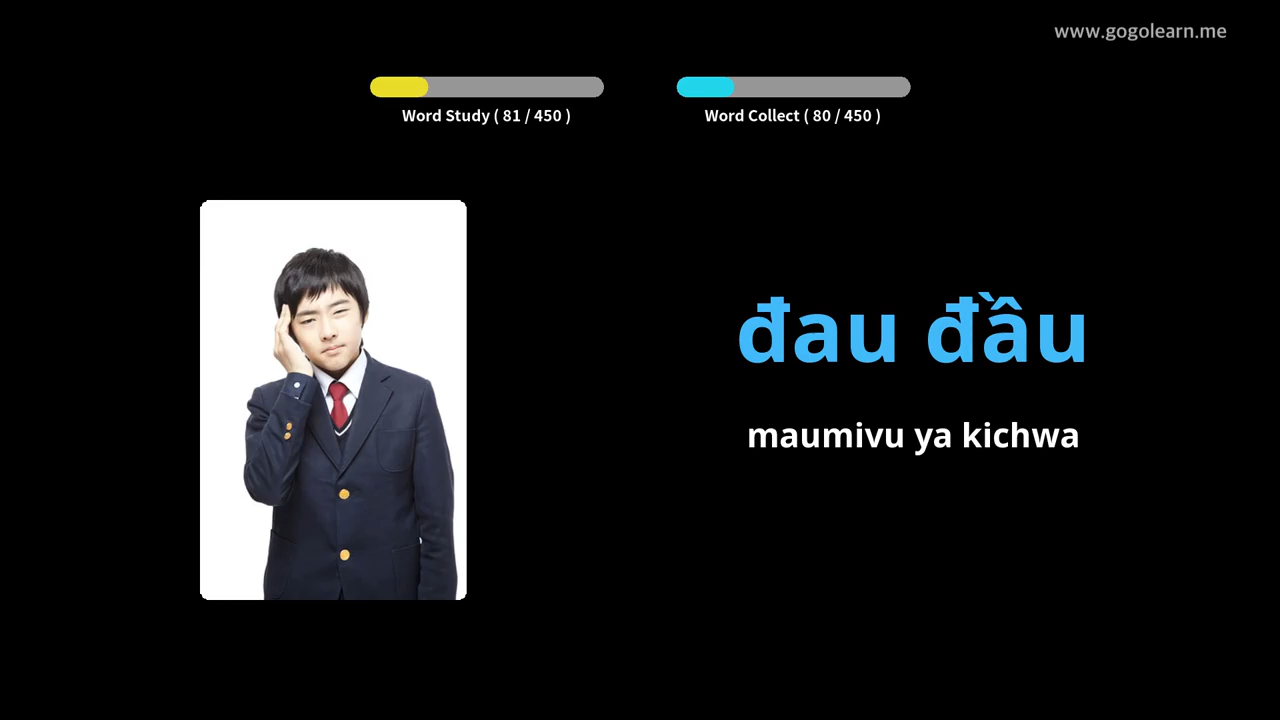 www.gogolearn.me
Word Study ( 81 / 450 )
Word Collect ( 80 / 450 )
đau đầu
maumivu ya kichwa